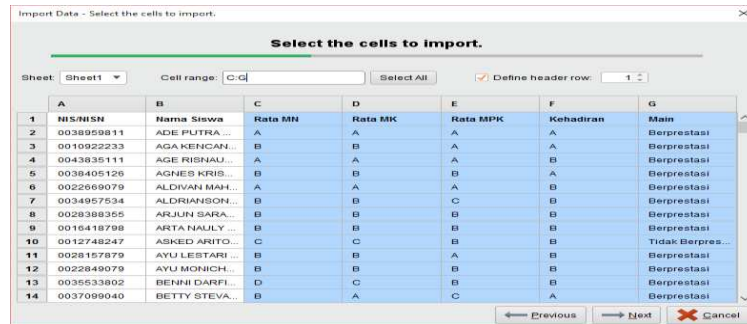 Import Data - Select the cells to import.
Select the cells to import.
Sheet: Sheet1 Cell range: C:G Select All Define header row: 1
A B C D E F G
1 NIS/NISN Nama Siswa Rata MN Rata MK Rata MPK Kehadiran Main
2 0038959811 ADE PUTRA ... A A A A Berprestasi
3 0010922233 AGA KENCAN... B B A A Berprestasi
4 0043835111 AGE RISNAU... A A A B Berprestasi
5 0038405126 AGNES KRIS... B B B A Berprestasi
6 0022669079 ALDIVAN MAH... A A A B Berprestasi
7 0034957534 ALDRIANSON... B B C B Berprestasi
8 0028388355 ARJUN SARA... B B B B Berprestasi
9 0016418798 ARTA NAULY ... B B B B Berprestasi
10 0012748247 ASKED ARITO... C C B B Tidak Berpres...
11 0028157879 AYU LESTARI ... B B A B Berprestasi
12 0022849079 AYU MONICH... B B B B Berprestasi
13 0035533802 BENNI DARFI... D C B B Berprestasi
14 0037099040 BETTY STEVA... B A C A Berprestasi
Previous Next Cancel